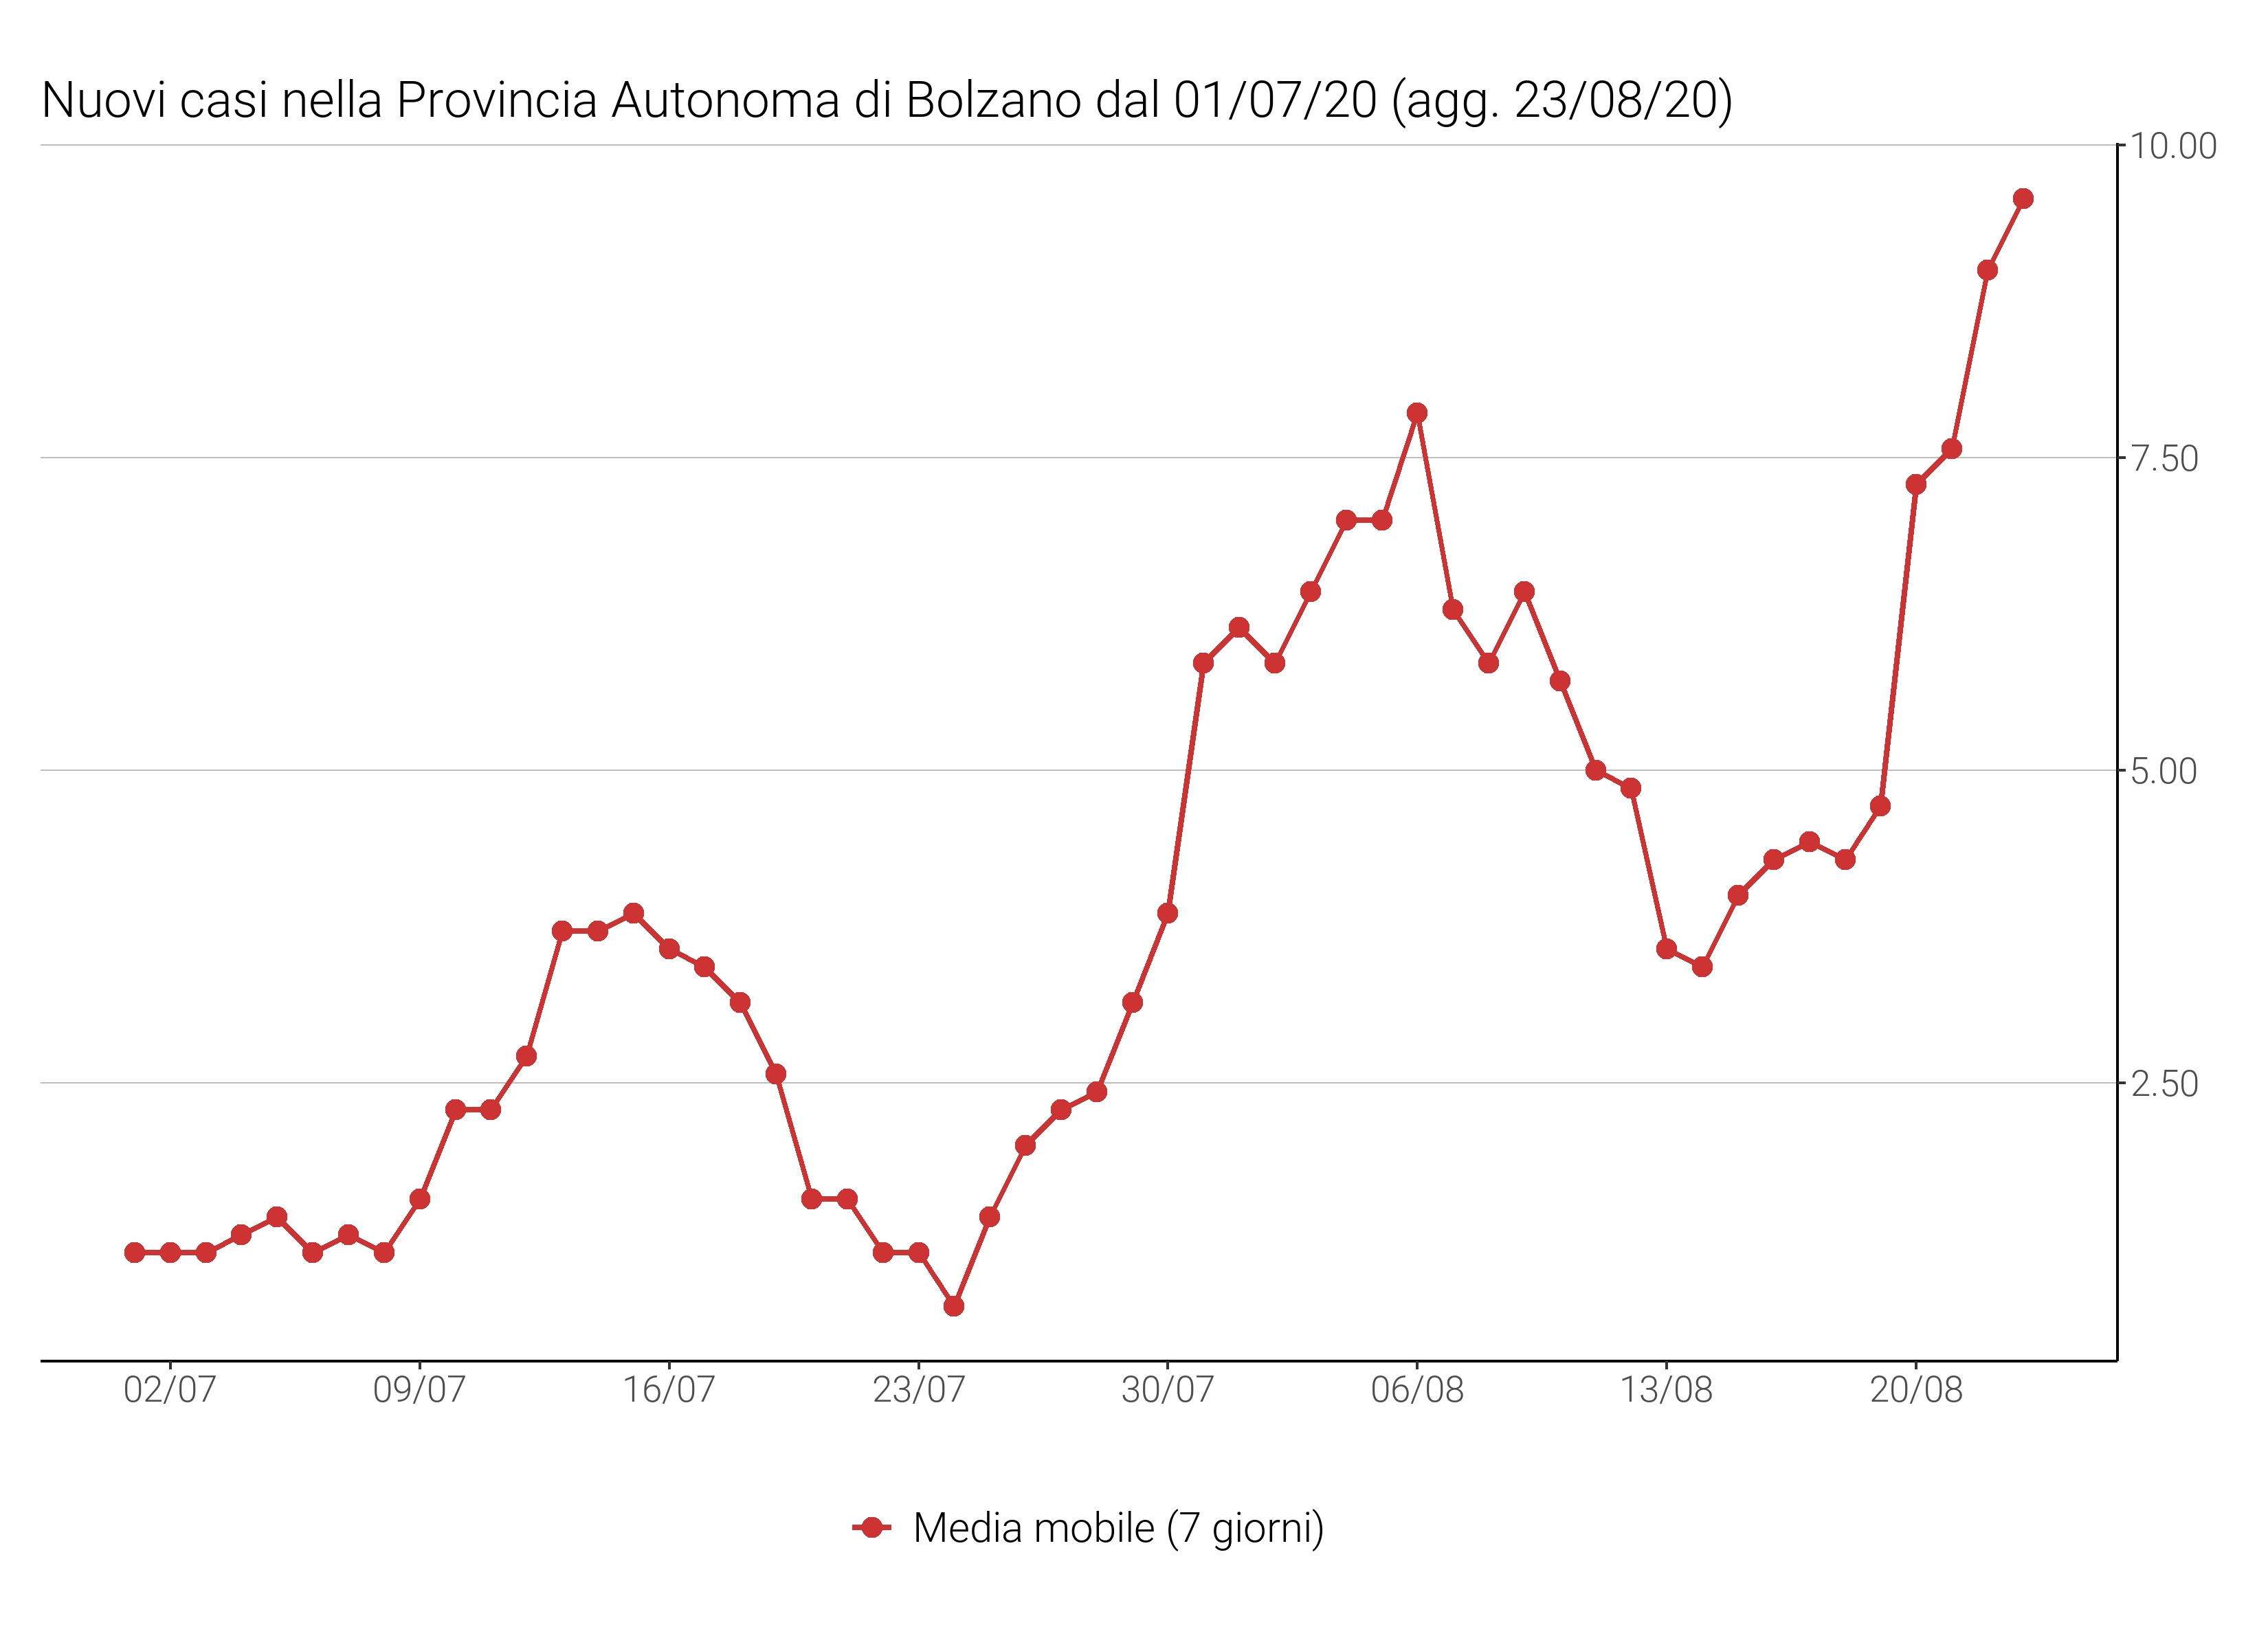 Nuovi casi nella Provincia Autonoma di Bolzano dal 01/07/20 (agg. 23/08/20)
10.00
7.50
5.00
2.50
02/07 09/07 16/07 23/07 30/07 06/08 13/08 20/08
Media mobile (7 giorni)